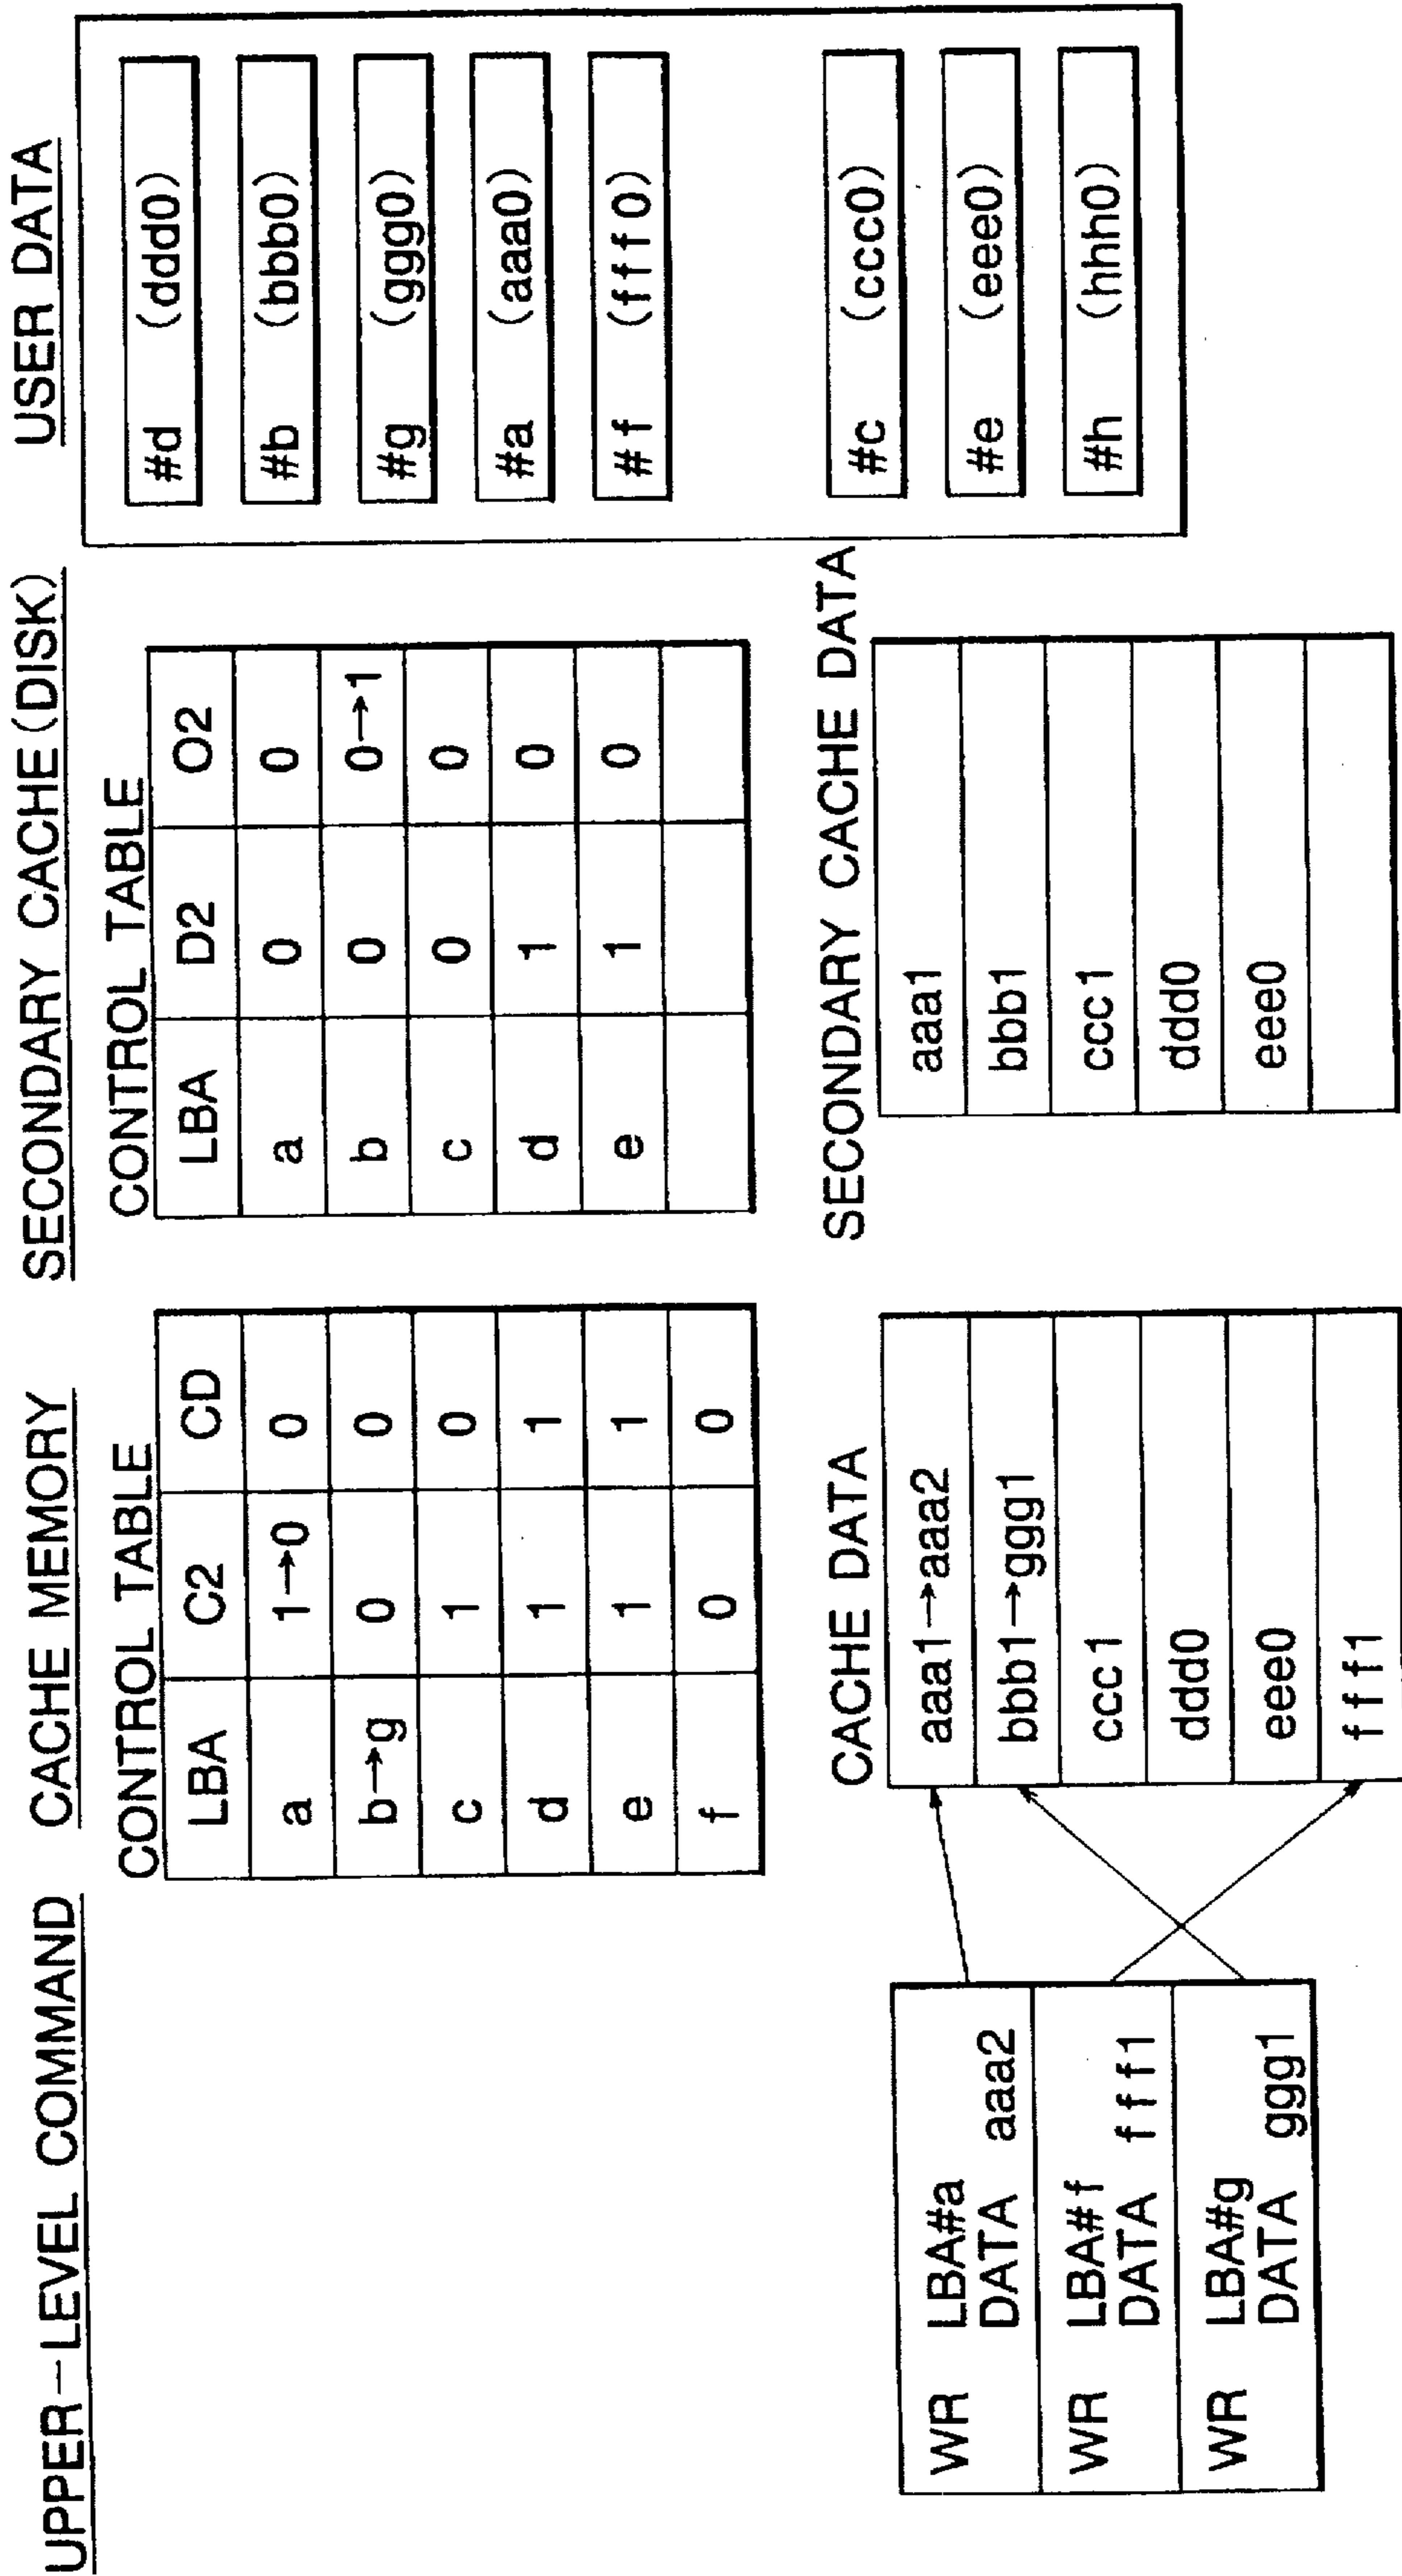 UPPER-LEVEL COMMAND
WR LBA#a
DATA aaa2
WR LBA#f
DATA fff1
WR LBA#g
DATA ggg1
CACHE MEMORY
CONTROL TABLE
LBA C2 CD
a 1→0 0
b→g 0 0
c 1 0
d 1 1
e 1 1
f 0 0
CACHE DATA
aaa1→aaa2
bbb1→ggg1
ccc1
ddd0
eee0
fff1
SECONDARY CACHE(DISK)
CONTROL TABLE
LBA D2 O2
a 0 0
b 0 0→1
c 0 0
d 1 0
e 1 0
SECONDARY CACHE DATA
aaa1
bbb1
ccc1
ddd0
eee0
USER DATA
#d (ddd0)
#b (bbb0)
#g (ggg0)
#a (aaa0)
#f (fff0)
#c (ccc0)
#e (eee0)
#h (hhh0)